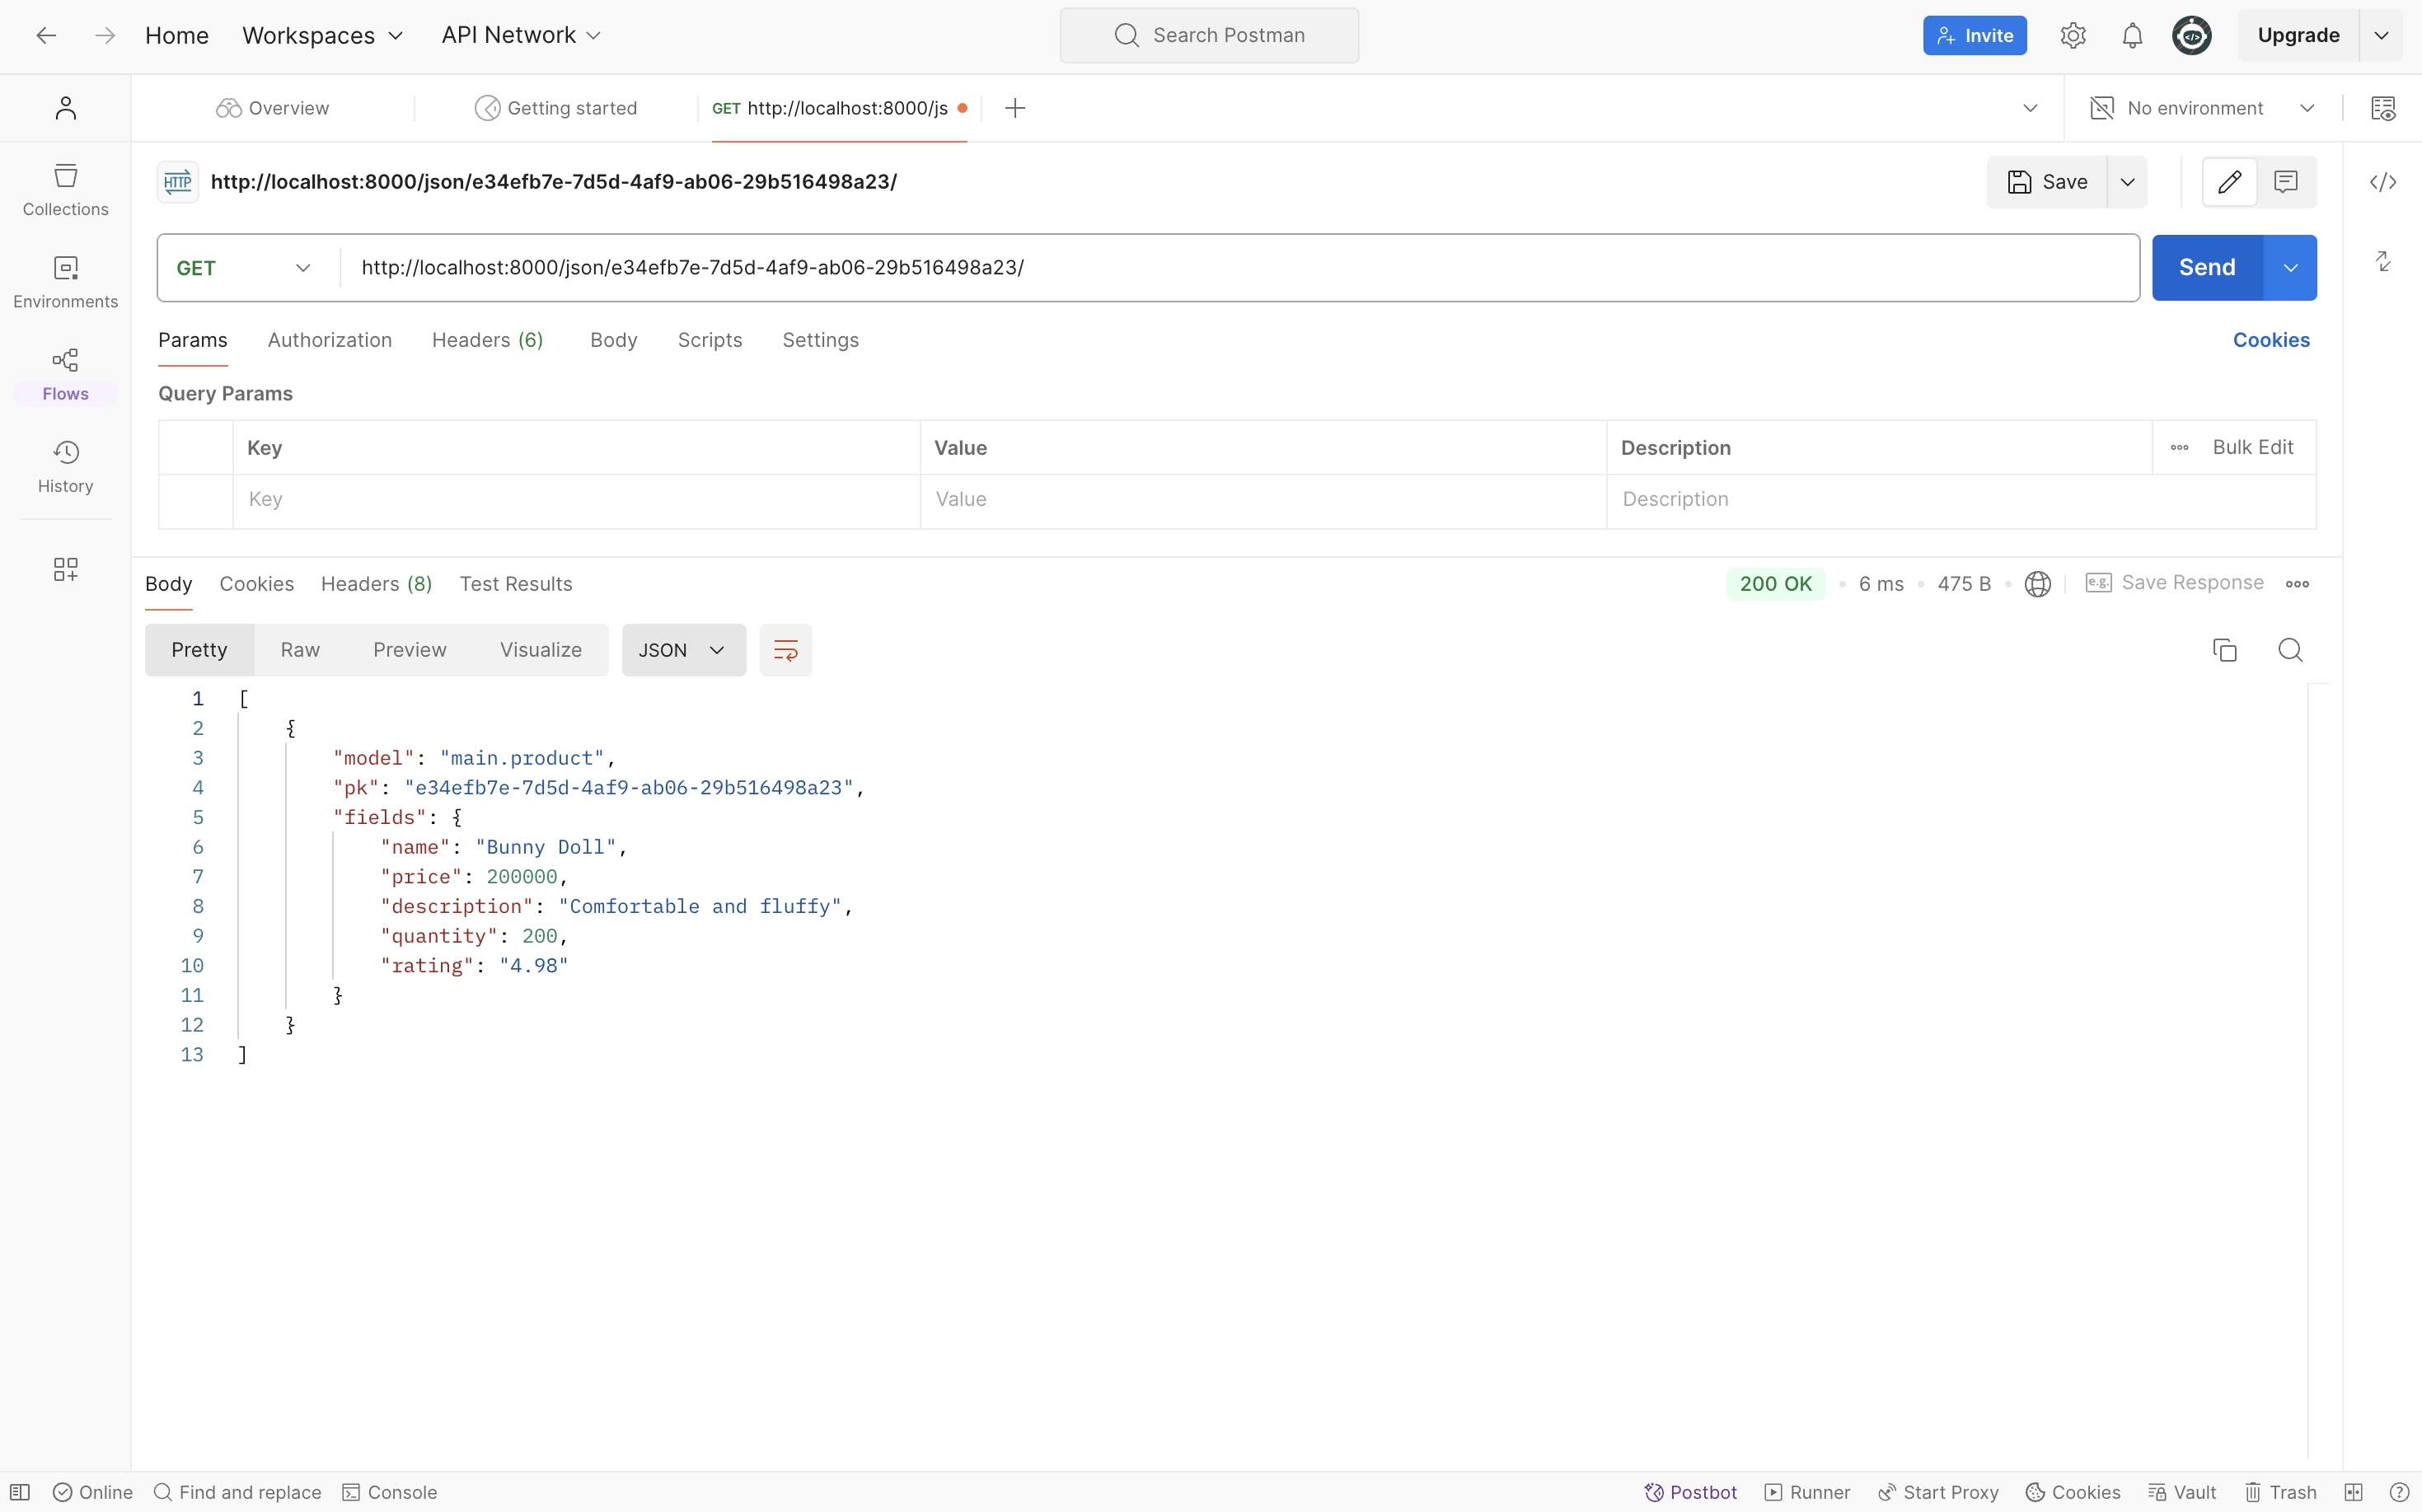 Home Workspaces API Network Search Postman Invite Upgrade
Overview Getting started GET http://localhost:8000/js No environment
HTTP http://localhost:8000/json/e34efb7e-7d5d-4af9-ab06-29b516498a23/ Save
Collections
GET http://localhost:8000/json/e34efb7e-7d5d-4af9-ab06-29b516498a23/ Send
Environments
Params Authorization Headers (6) Body Scripts Settings Cookies
Flows
Query Params
Key Value Description Bulk Edit
History
Key Value Description
Body Cookies Headers (8) Test Results 200 OK 6 ms 475 B e.g. Save Response
Pretty Raw Preview Visualize JSON
1 [
2 {
3 "model": "main.product",
4 "pk": "e34efb7e-7d5d-4af9-ab06-29b516498a23",
5 "fields": {
6 "name": "Bunny Doll",
7 "price": 200000,
8 "description": "Comfortable and fluffy",
9 "quantity": 200,
10 "rating": "4.98"
11 }
12 }
13 ]
Online Find and replace Console Postbot Runner Start Proxy Cookies Vault Trash